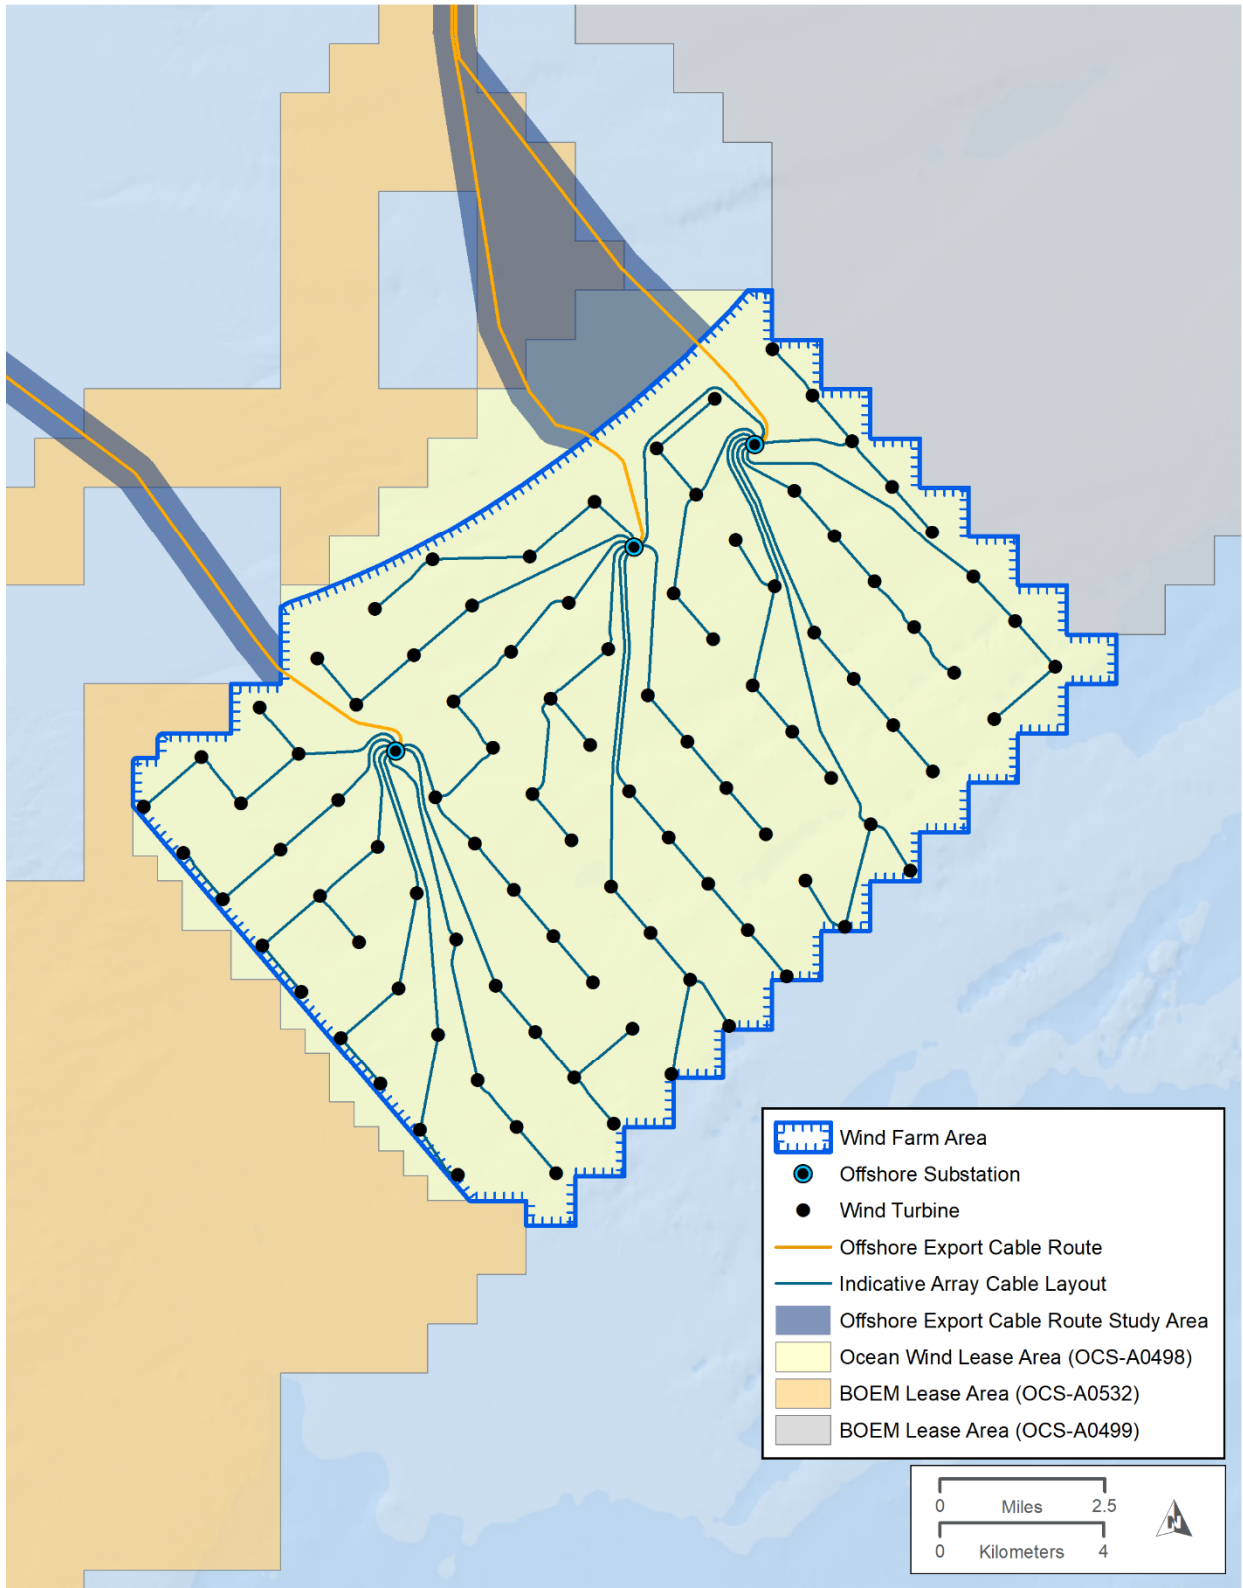 Wind Farm Area
Offshore Substation
Wind Turbine
Offshore Export Cable Route
Indicative Array Cable Layout
Offshore Export Cable Route Study Area
Ocean Wind Lease Area (OCS-A0498)
BOEM Lease Area (OCS-A0532)
BOEM Lease Area (OCS-A0499)
0 Miles 2.5
0 Kilometers 4
N